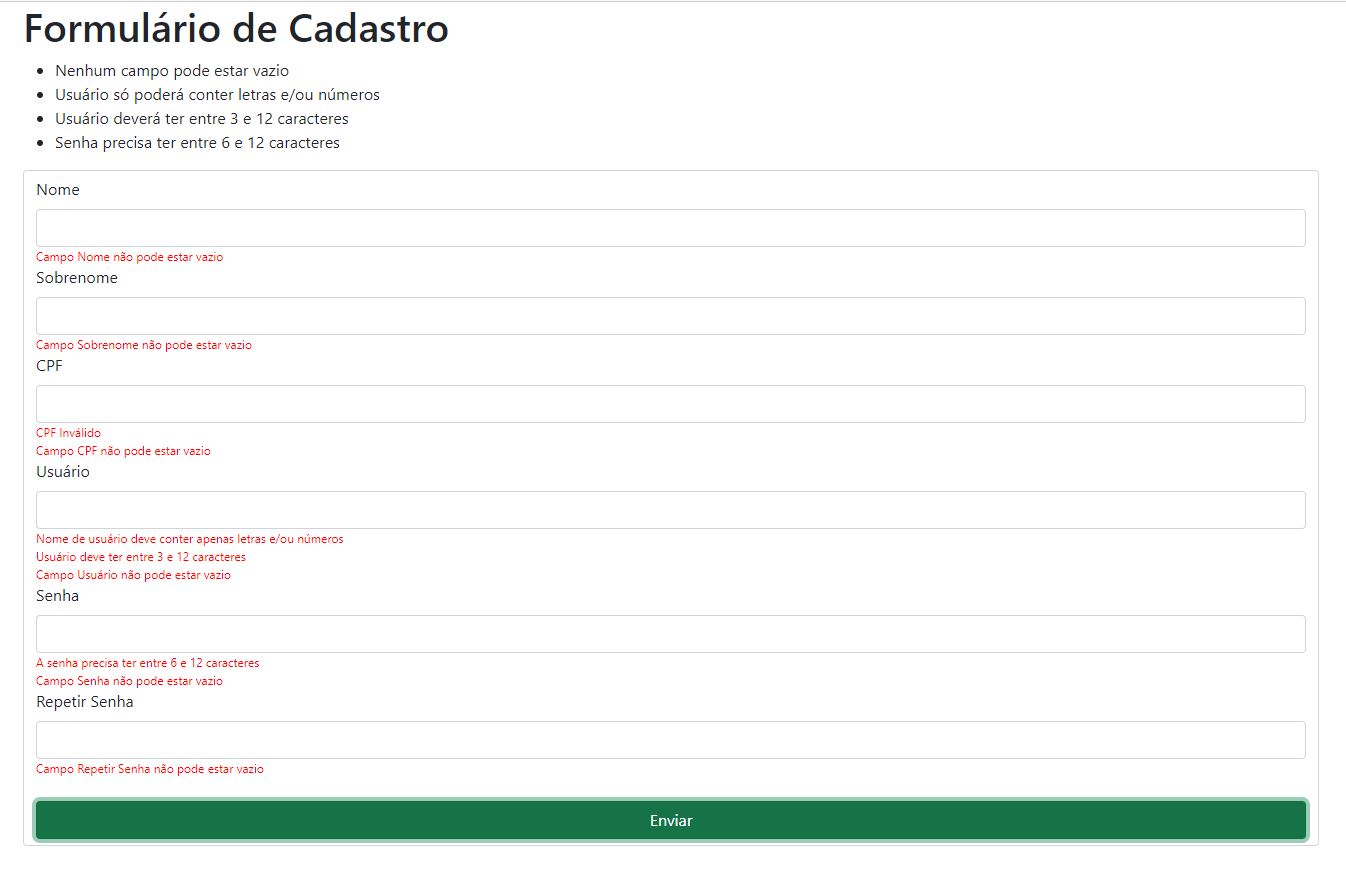 Formulário de Cadastro
Nenhum campo pode estar vazio
Usuário só poderá conter letras e/ou números
Usuário deverá ter entre 3 e 12 caracteres
Senha precisa ter entre 6 e 12 caracteres
Nome
Campo Nome não pode estar vazio
Sobrenome
Campo Sobrenome não pode estar vazio
CPF
CPF Inválido
Campo CPF não pode estar vazio
Usuário
Nome de usuário deve conter apenas letras e/ou números
Usuário deve ter entre 3 e 12 caracteres
Campo Usuário não pode estar vazio
Senha
A senha precisa ter entre 6 e 12 caracteres
Campo Senha não pode estar vazio
Repetir Senha
Campo Repetir Senha não pode estar vazio
Enviar